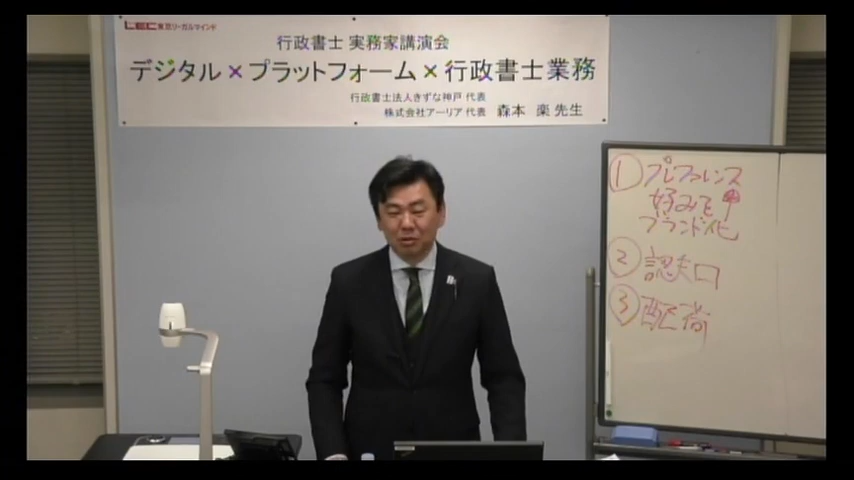 LEC東京リーガルマインド
行政書士 実務家講演会
デジタル×プラットフォーム×行政書士業務
行政書士法人きずな神戸 代表
株式会社アーリア 代表 森本 楽 先生
① プレファレンス
好みを
ブランド化
② 認知
③ 配荷